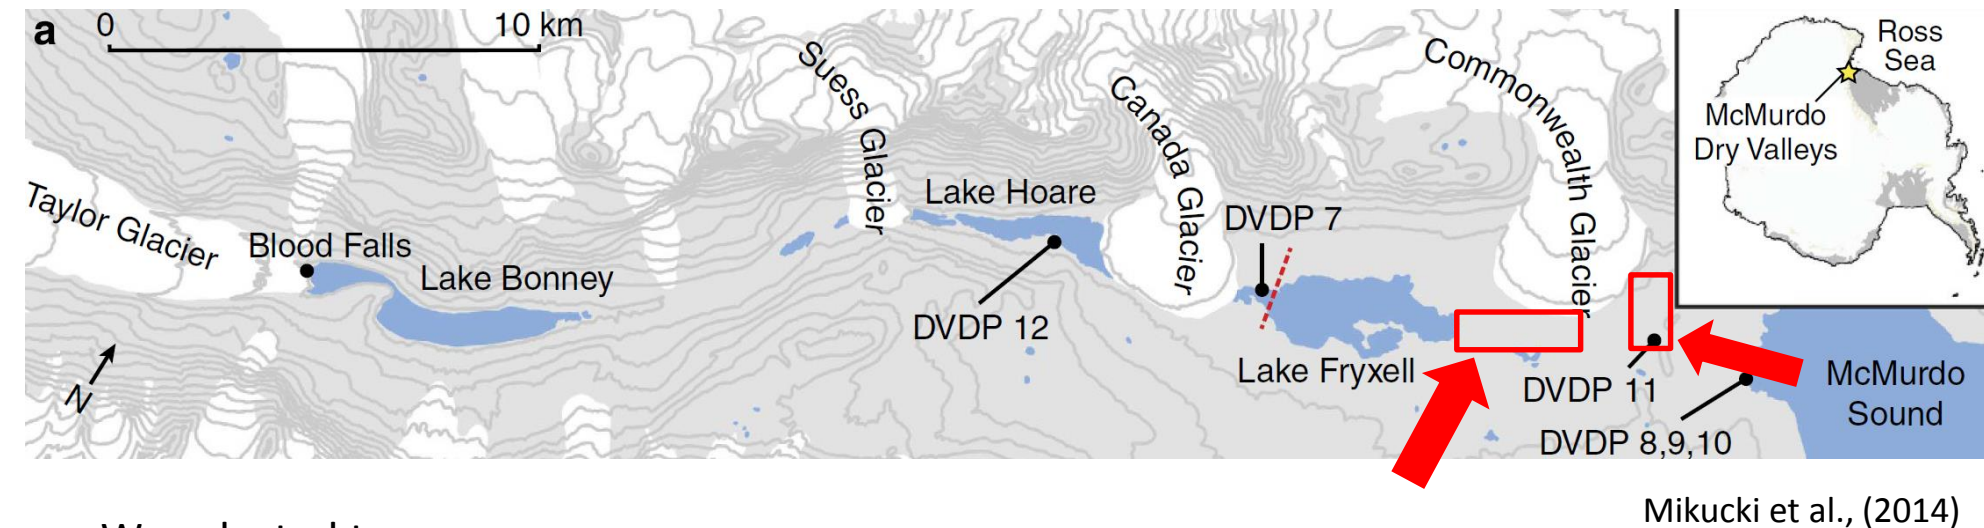 a
0
10 km
Suess Glacier
Canada Glacier
Commonwealth Glacier
Ross
Sea
McMurdo
Dry Valleys
Taylor Glacier
Blood Falls
Lake Bonney
Lake Hoare
DVDP 12
DVDP 7
Lake Fryxell
DVDP 11
DVDP 8,9,10
McMurdo
Sound
N
Mikucki et al., (2014)